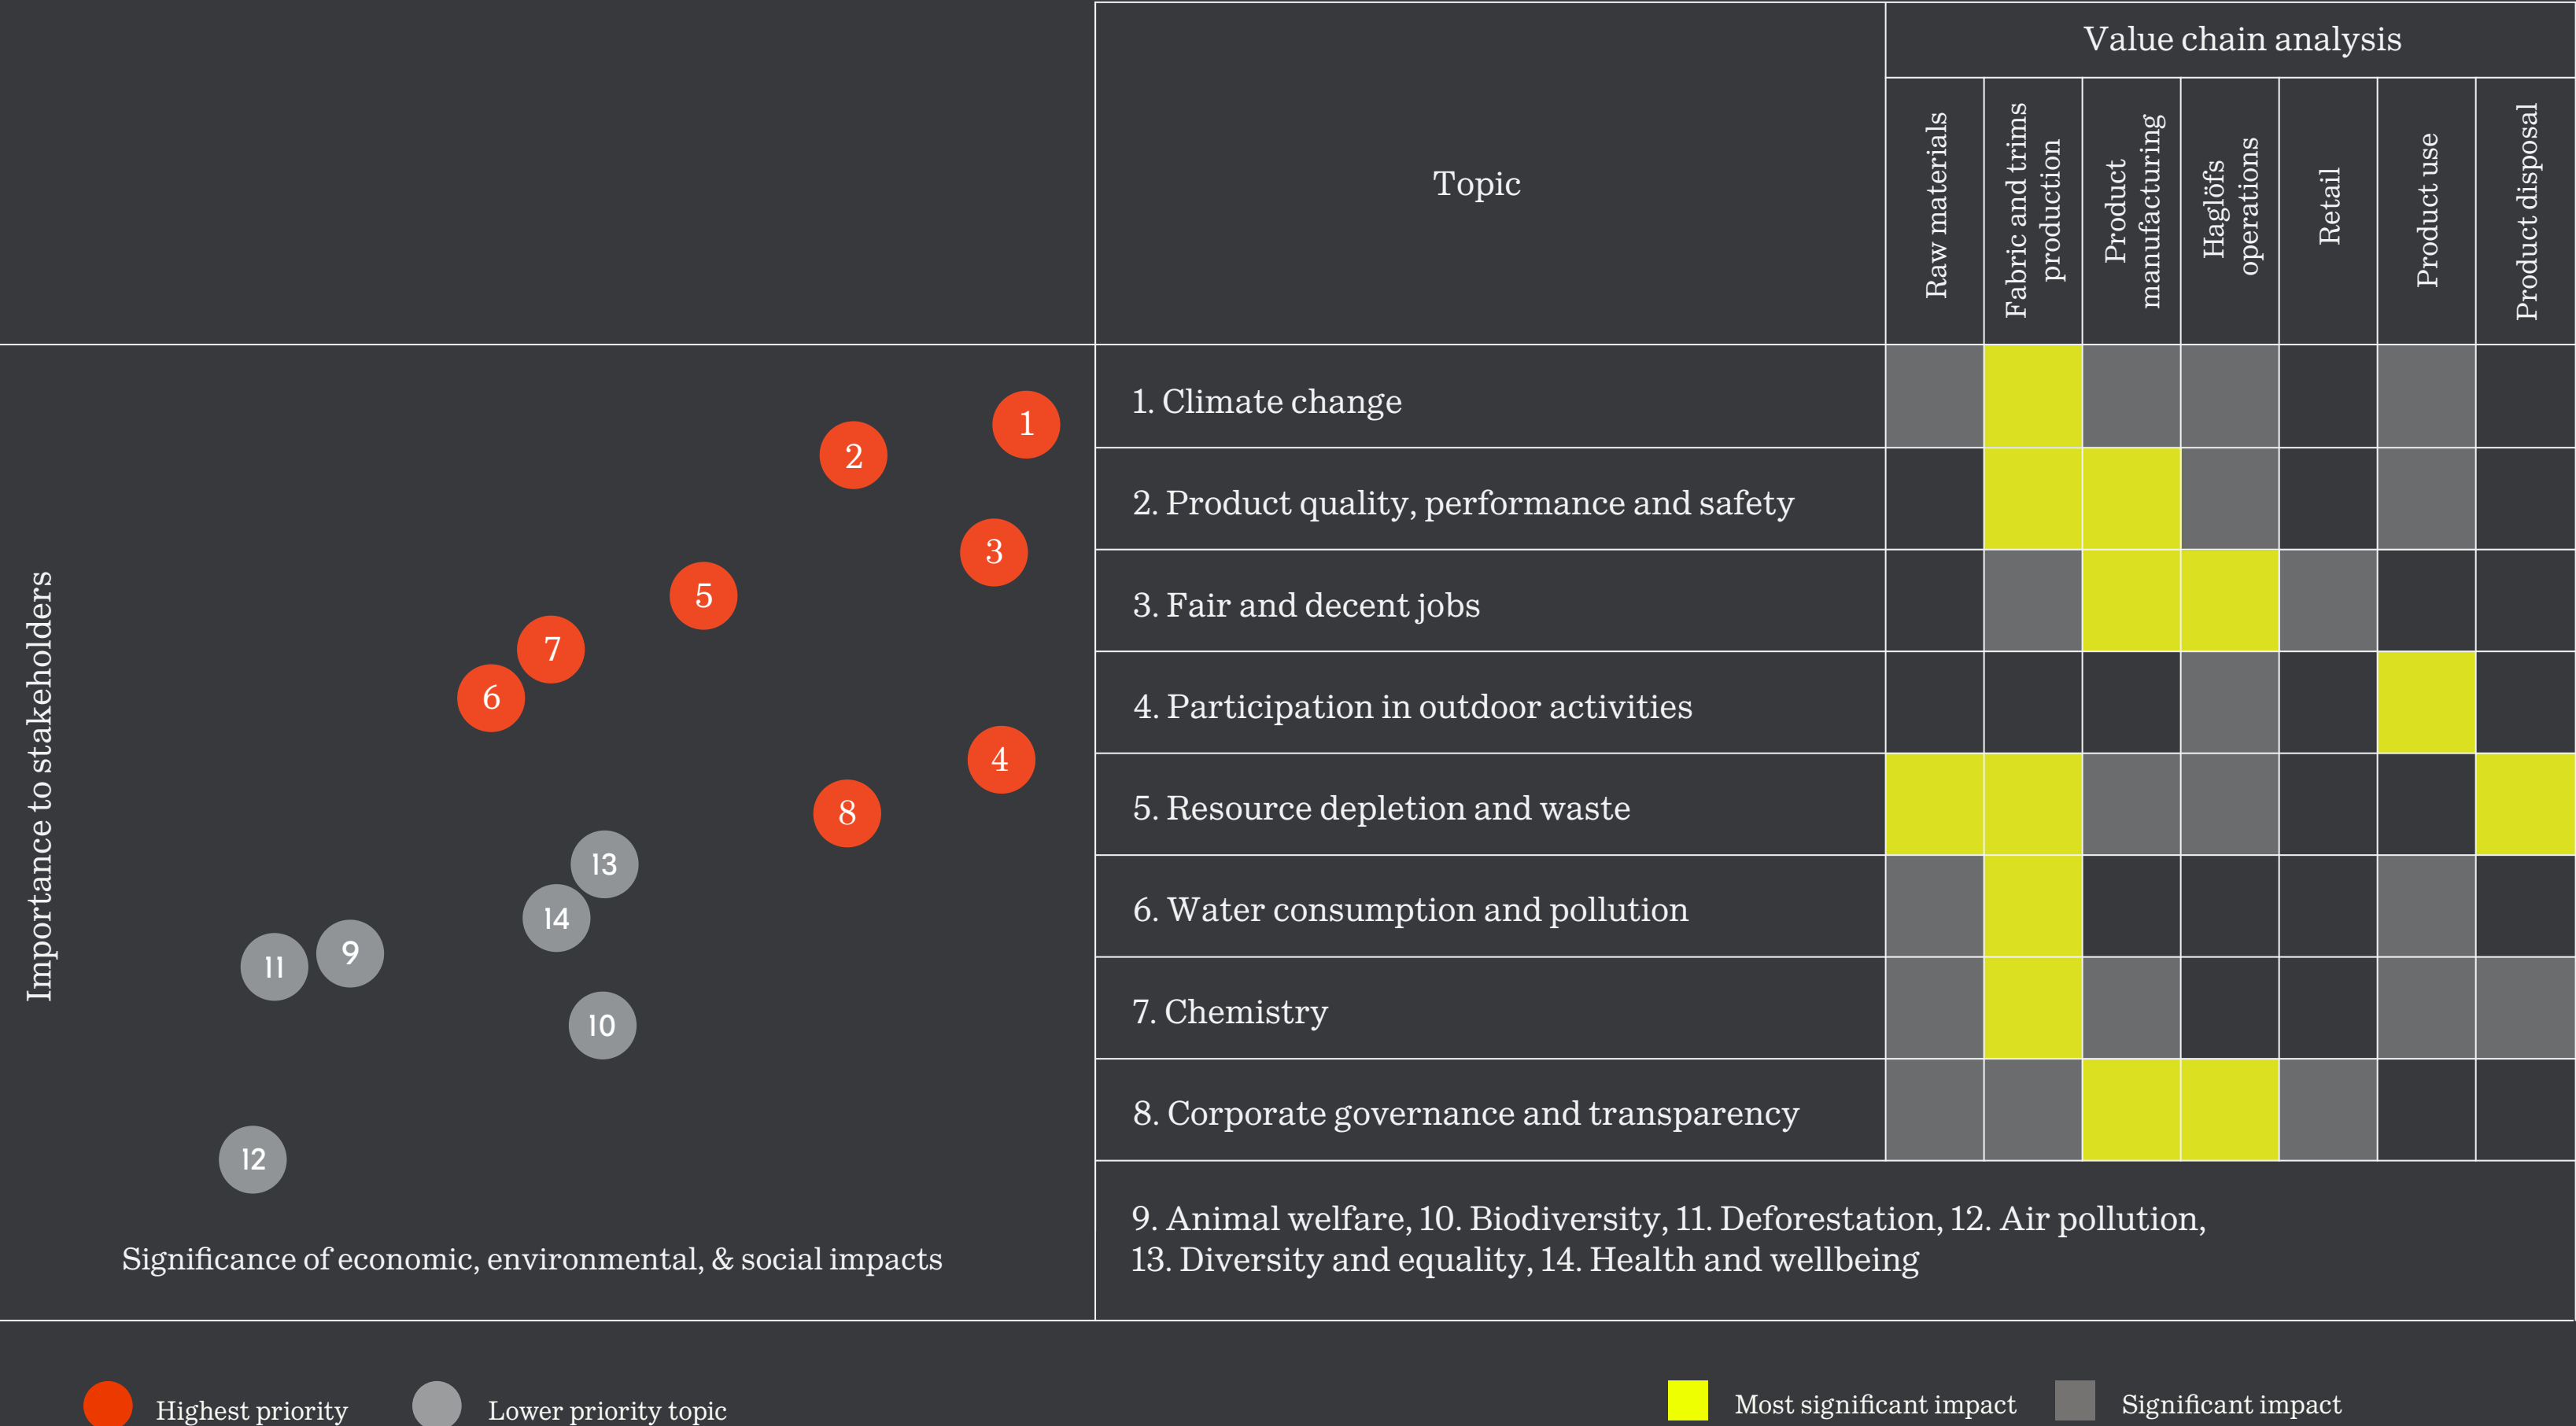 Value chain analysis
Topic
Raw materials
Fabric and trims
production
Product
manufacturing
Haglöfs
operations
Retail
Product use
Product disposal
Importance to stakeholders
1
2
3
5
7
6
4
8
13
14
9
11
10
12
Significance of economic, environmental, & social impacts
1. Climate change
2. Product quality, performance and safety
3. Fair and decent jobs
4. Participation in outdoor activities
5. Resource depletion and waste
6. Water consumption and pollution
7. Chemistry
8. Corporate governance and transparency
9. Animal welfare, 10. Biodiversity, 11. Deforestation, 12. Air pollution,
13. Diversity and equality, 14. Health and wellbeing
Highest priority
Lower priority topic
Most significant impact
Significant impact